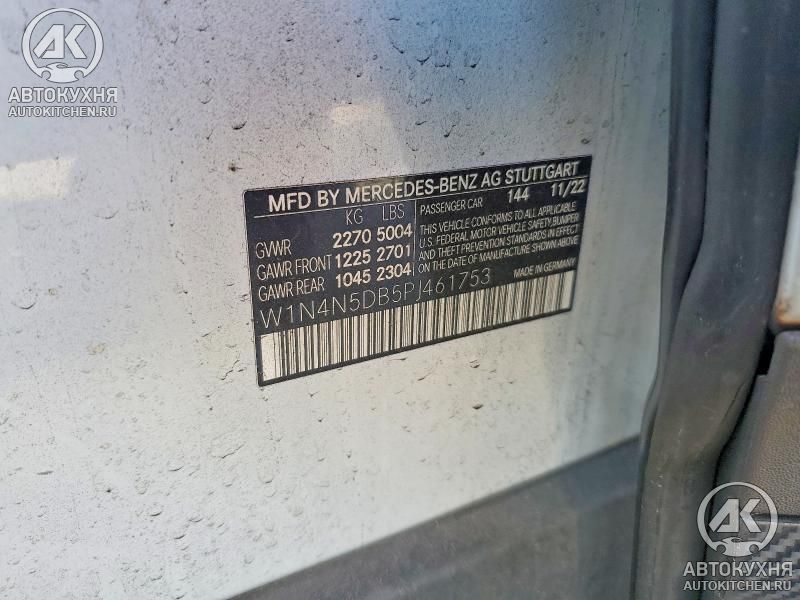 AK
АВТОКУХНЯ
AUTOKITCHEN.RU
MFD BY MERCEDES-BENZ AG STUTTGART
KG LBS PASSENGER CAR 144 11/22
GVWR 2270 5004
GAWR FRONT 1225 2701
GAWR REAR 1045 2304
THIS VEHICLE CONFORMS TO ALL APPLICABLE
U.S. FEDERAL MOTOR VEHICLE SAFETY, BUMPER
AND THEFT PREVENTION STANDARDS IN EFFECT
ON THE DATE OF MANUFACTURE SHOWN ABOVE.
MADE IN GERMANY
W1N4N5DB5PJ461753
AK
АВТОКУХНЯ
AUTOKITCHEN.RU